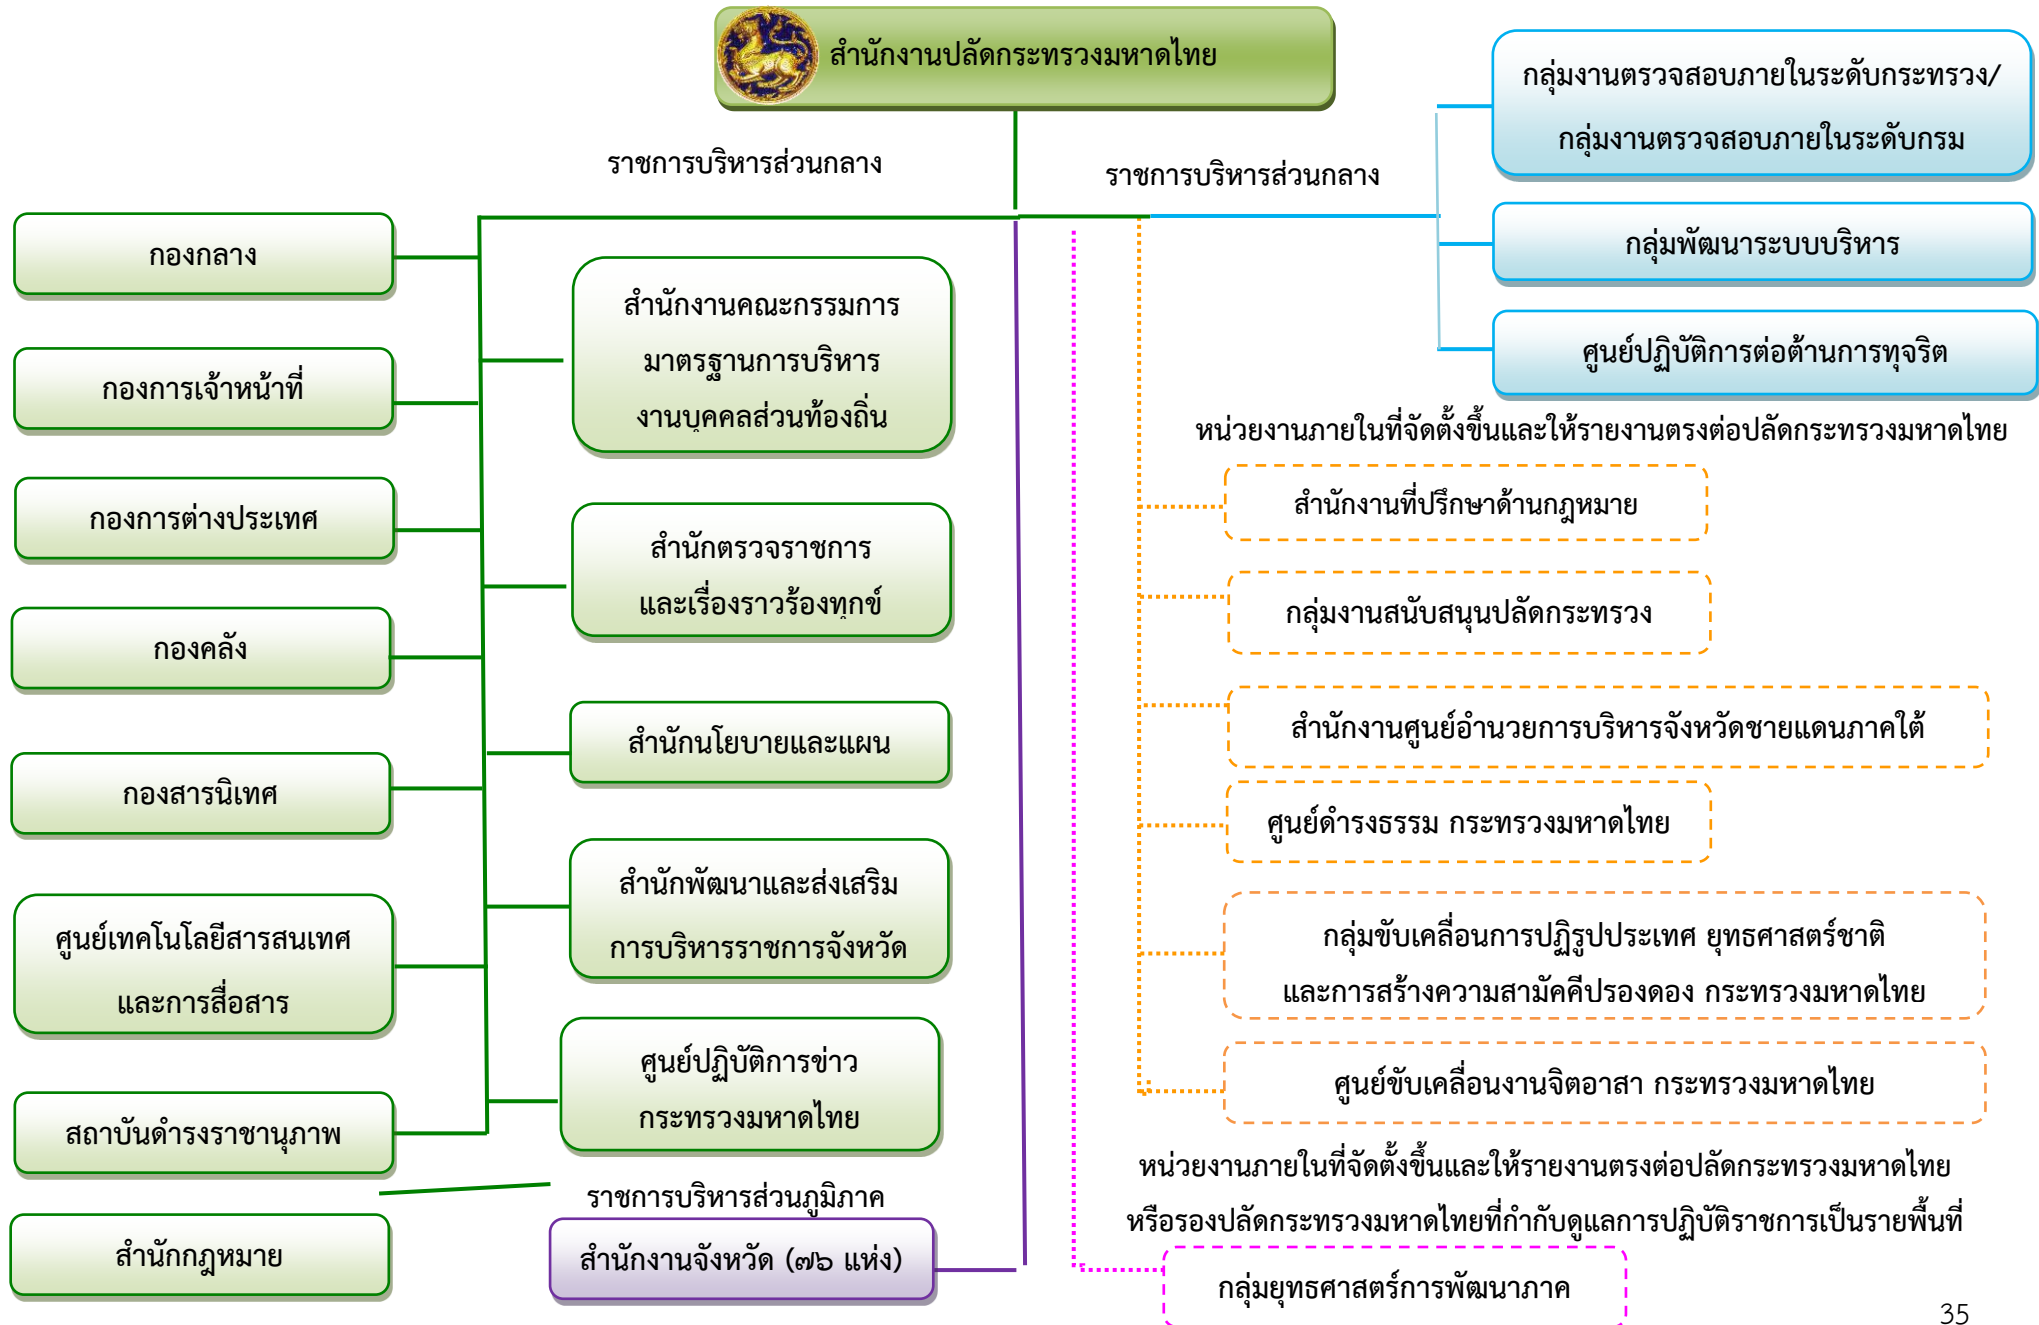 สำนักงานปลัดกระทรวงมหาดไทย
ราชการบริหารส่วนกลาง
กองกลาง
กองการเจ้าหน้าที่
กองการต่างประเทศ
กองคลัง
กองสารนิเทศ
ศูนย์เทคโนโลยีสารสนเทศ
และการสื่อสาร
สถาบันดำรงราชานุภาพ
สำนักกฎหมาย
สำนักงานคณะกรรมการ
มาตรฐานการบริหาร
งานบุคคลส่วนท้องถิ่น
สำนักตรวจราชการ
และเรื่องราวร้องทุกข์
สำนักนโยบายและแผน
สำนักพัฒนาและส่งเสริม
การบริหารราชการจังหวัด
ศูนย์ปฏิบัติการข่าว
กระทรวงมหาดไทย
ราชการบริหารส่วนภูมิภาค
สำนักงานจังหวัด (๗๖ แห่ง)
ราชการบริหารส่วนกลาง
กลุ่มงานตรวจสอบภายในระดับกระทรวง/
กลุ่มงานตรวจสอบภายในระดับกรม
กลุ่มพัฒนาระบบบริหาร
ศูนย์ปฏิบัติการต่อต้านการทุจริต
หน่วยงานภายในที่จัดตั้งขึ้นและให้รายงานตรงต่อปลัดกระทรวงมหาดไทย
สำนักงานที่ปรึกษาด้านกฎหมาย
กลุ่มงานสนับสนุนปลัดกระทรวง
สำนักงานศูนย์อำนวยการบริหารจังหวัดชายแดนภาคใต้
ศูนย์ดำรงธรรม กระทรวงมหาดไทย
กลุ่มขับเคลื่อนการปฏิรูปประเทศ ยุทธศาสตร์ชาติ
และการสร้างความสามัคคีปรองดอง กระทรวงมหาดไทย
ศูนย์ขับเคลื่อนงานจิตอาสา กระทรวงมหาดไทย
หน่วยงานภายในที่จัดตั้งขึ้นและให้รายงานตรงต่อปลัดกระทรวงมหาดไทย
หรือรองปลัดกระทรวงมหาดไทยที่กำกับดูแลการปฏิบัติราชการเป็นรายพื้นที่
กลุ่มยุทธศาสตร์การพัฒนาภาค
35